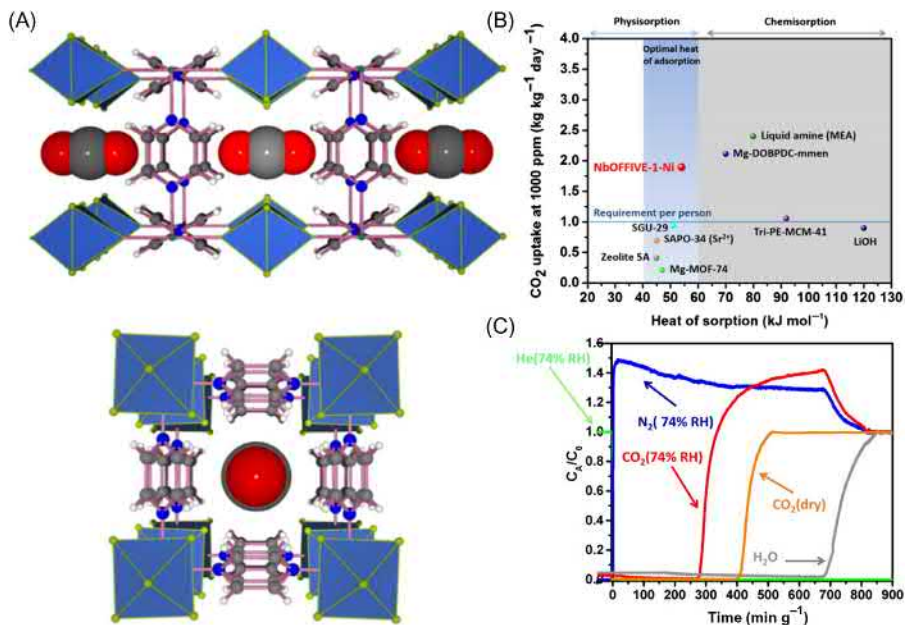 (A)
(B)
Physisorption
Chemisorption
Optimal heat
of adsorption
CO2 uptake at 1000 ppm (kg kg−1 day−1)
4.0
3.5
3.0
2.5
2.0
1.5
1.0
0.5
0.0
Liquid amine (MEA)
Mg-DOBPDC-mmen
NbOFFIVE-1-Ni
Requirement per person
SGU-29
Tri-PE-MCM-41
SAPO-34 (Sr2+)
LiOH
Zeolite 5A
Mg-MOF-74
20 30 40 50 60 70 80 90 100 110 120 130
Heat of sorption (kJ mol−1)
(C)
CA/C0
1.6
1.4
1.2
1.0
0.8
0.6
0.4
0.2
0.0
He(74% RH)
N2( 74% RH)
CO2(74% RH)
CO2(dry)
H2O
0 100 200 300 400 500 600 700 800 900
Time (min g−1)